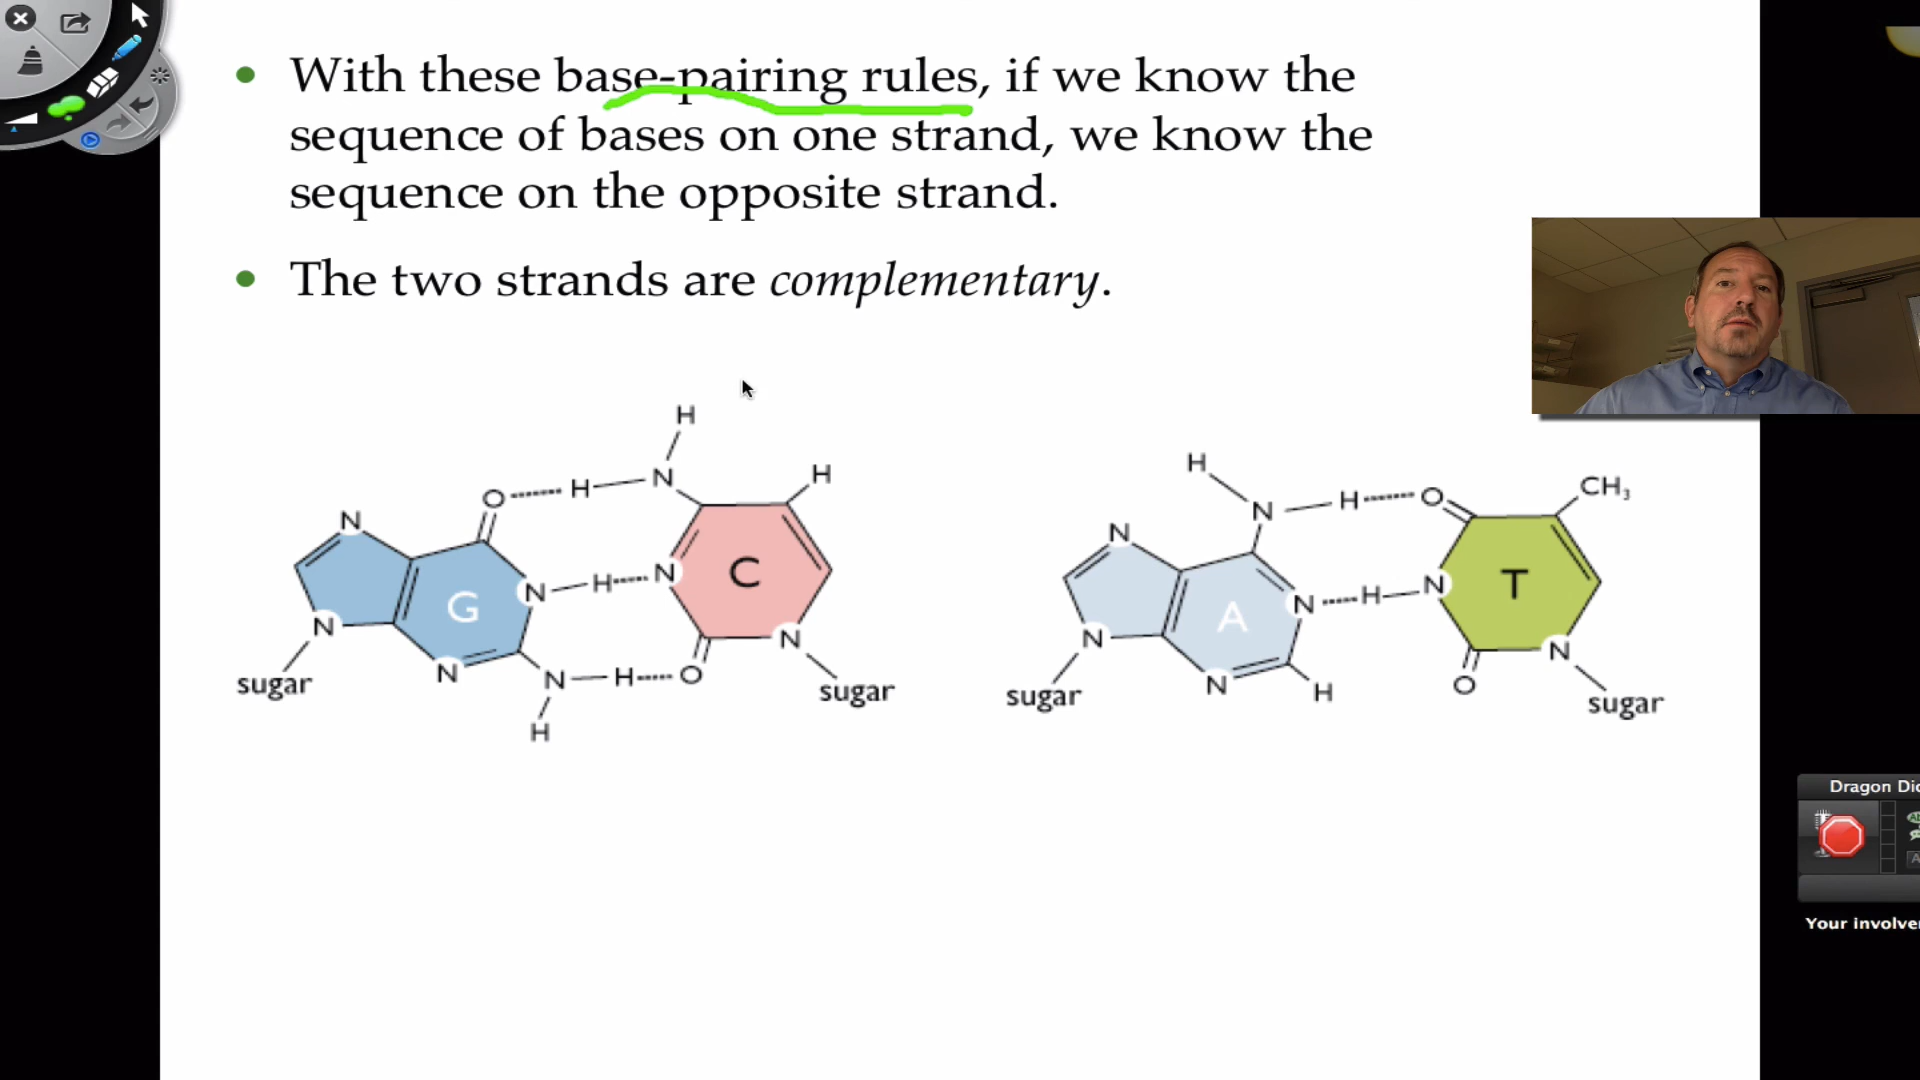 With these base-pairing rules, if we know the
sequence of bases on one strand, we know the
sequence on the opposite strand.
The two strands are complementary.
H
H
N
O H N
N
G
N H N
C
N
N
N H O
N
H
sugar
sugar
H
N H O
CH₃
N
A
N H N
T
N
N
H
O
N
sugar
sugar
Dragon Dic
Your involve